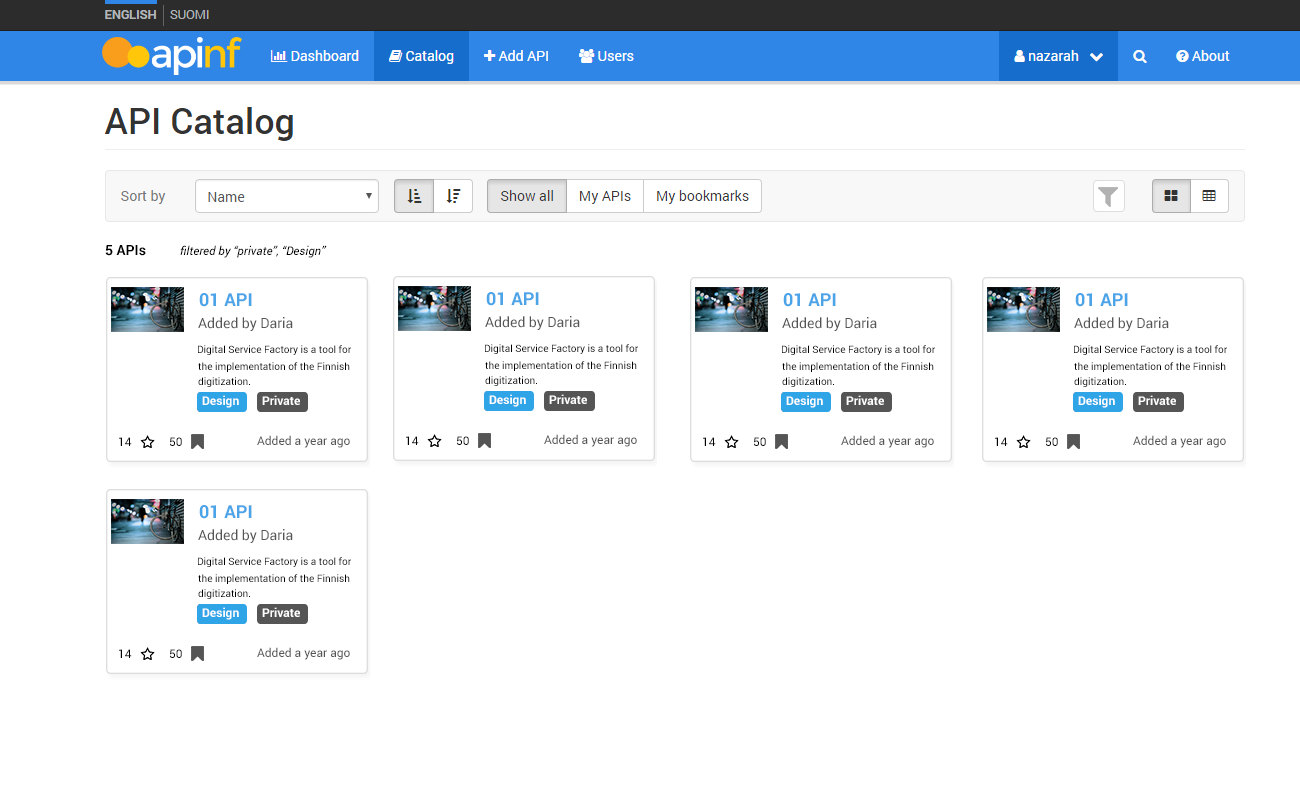 ENGLISH SUOMI
apinf Dashboard Catalog Add API Users nazarah About
API Catalog
Sort by Name Show all My APIs My bookmarks
5 APIs filtered by “private”, “Design”
01 API
Added by Daria
Digital Service Factory is a tool for
the implementation of the Finnish
digitization.
Design Private
14 50 Added a year ago
01 API
Added by Daria
Digital Service Factory is a tool for
the implementation of the Finnish
digitization.
Design Private
14 50 Added a year ago
01 API
Added by Daria
Digital Service Factory is a tool for
the implementation of the Finnish
digitization.
Design Private
14 50 Added a year ago
01 API
Added by Daria
Digital Service Factory is a tool for
the implementation of the Finnish
digitization.
Design Private
14 50 Added a year ago
01 API
Added by Daria
Digital Service Factory is a tool for
the implementation of the Finnish
digitization.
Design Private
14 50 Added a year ago